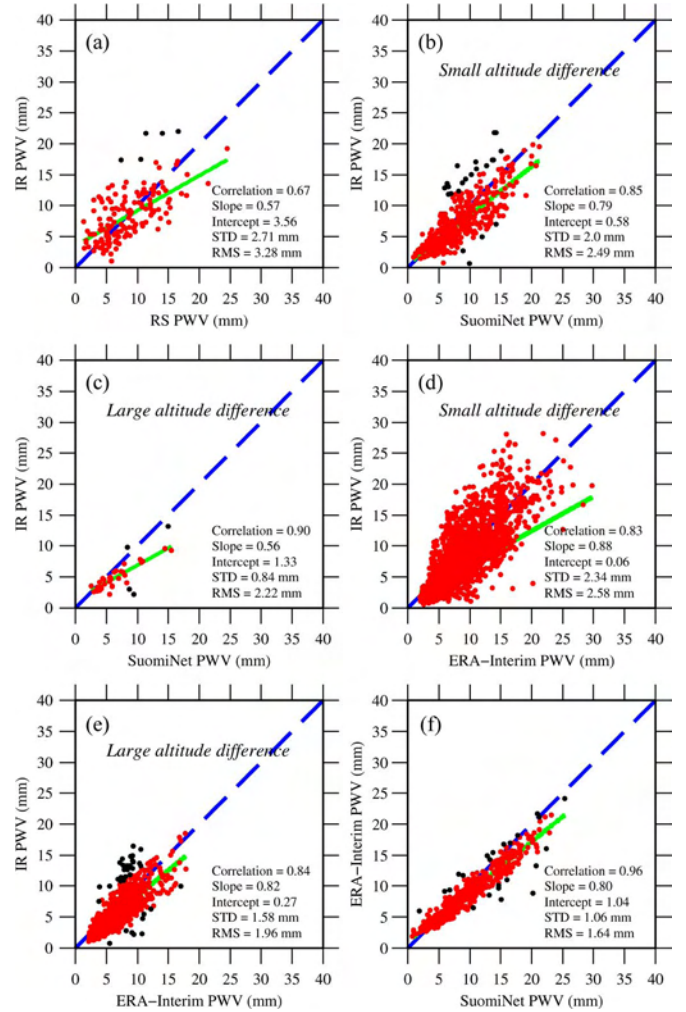 (a)
40
35
30
25
20
15
10
5
0
IR PWV (mm)
Correlation = 0.67
Slope = 0.57
Intercept = 3.56
STD = 2.71 mm
RMS = 3.28 mm
0 5 10 15 20 25 30 35 40
RS PWV (mm)
(b)
Small altitude difference
40
35
30
25
20
15
10
5
0
IR PWV (mm)
Correlation = 0.85
Slope = 0.79
Intercept = 0.58
STD = 2.0 mm
RMS = 2.49 mm
0 5 10 15 20 25 30 35 40
SuomiNet PWV (mm)
(c)
Large altitude difference
40
35
30
25
20
15
10
5
0
IR PWV (mm)
Correlation = 0.90
Slope = 0.56
Intercept = 1.33
STD = 0.84 mm
RMS = 2.22 mm
0 5 10 15 20 25 30 35 40
SuomiNet PWV (mm)
(d)
Small altitude difference
40
35
30
25
20
15
10
5
0
IR PWV (mm)
Correlation = 0.83
Slope = 0.88
Intercept = 0.06
STD = 2.34 mm
RMS = 2.58 mm
0 5 10 15 20 25 30 35 40
ERA−Interim PWV (mm)
(e)
Large altitude difference
40
35
30
25
20
15
10
5
0
IR PWV (mm)
Correlation = 0.84
Slope = 0.82
Intercept = 0.27
STD = 1.58 mm
RMS = 1.96 mm
0 5 10 15 20 25 30 35 40
ERA−Interim PWV (mm)
(f)
40
35
30
25
20
15
10
5
0
ERA−Interim PWV (mm)
Correlation = 0.96
Slope = 0.80
Intercept = 1.04
STD = 1.06 mm
RMS = 1.64 mm
0 5 10 15 20 25 30 35 40
SuomiNet PWV (mm)